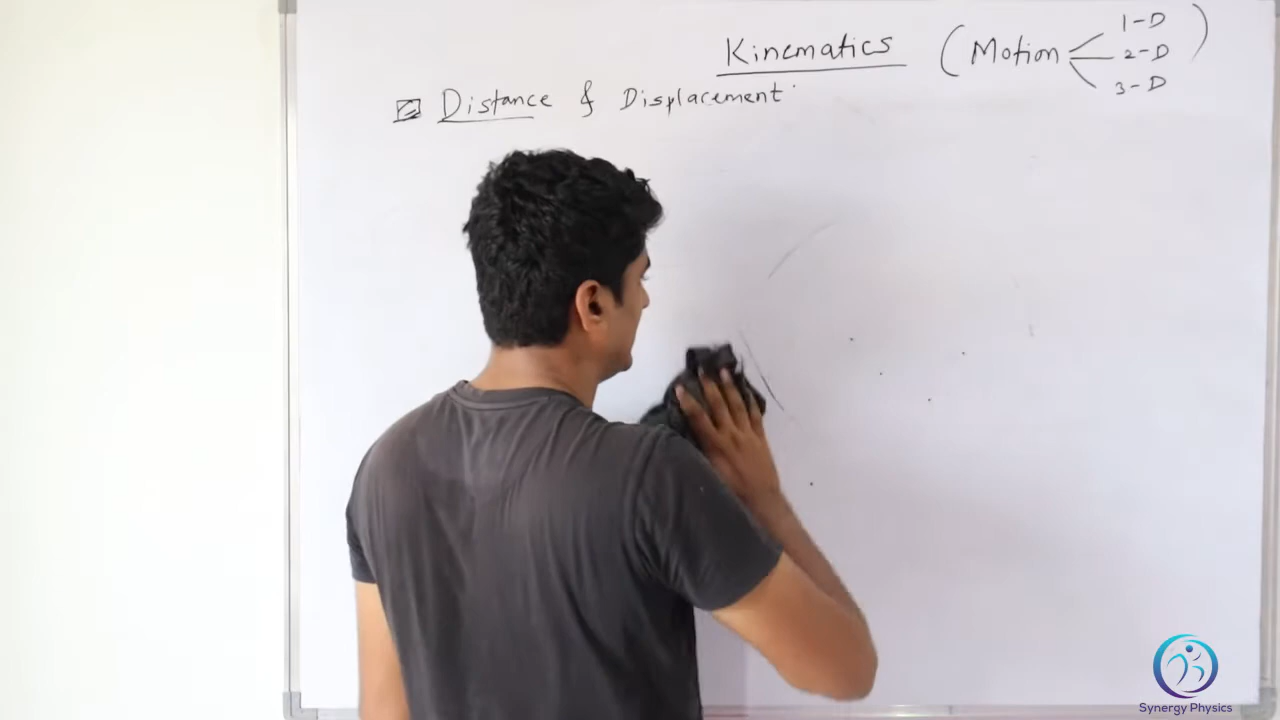 Kinematics (Motion 1-D
2-D
3-D)
Distance & Displacement
Synergy Physics